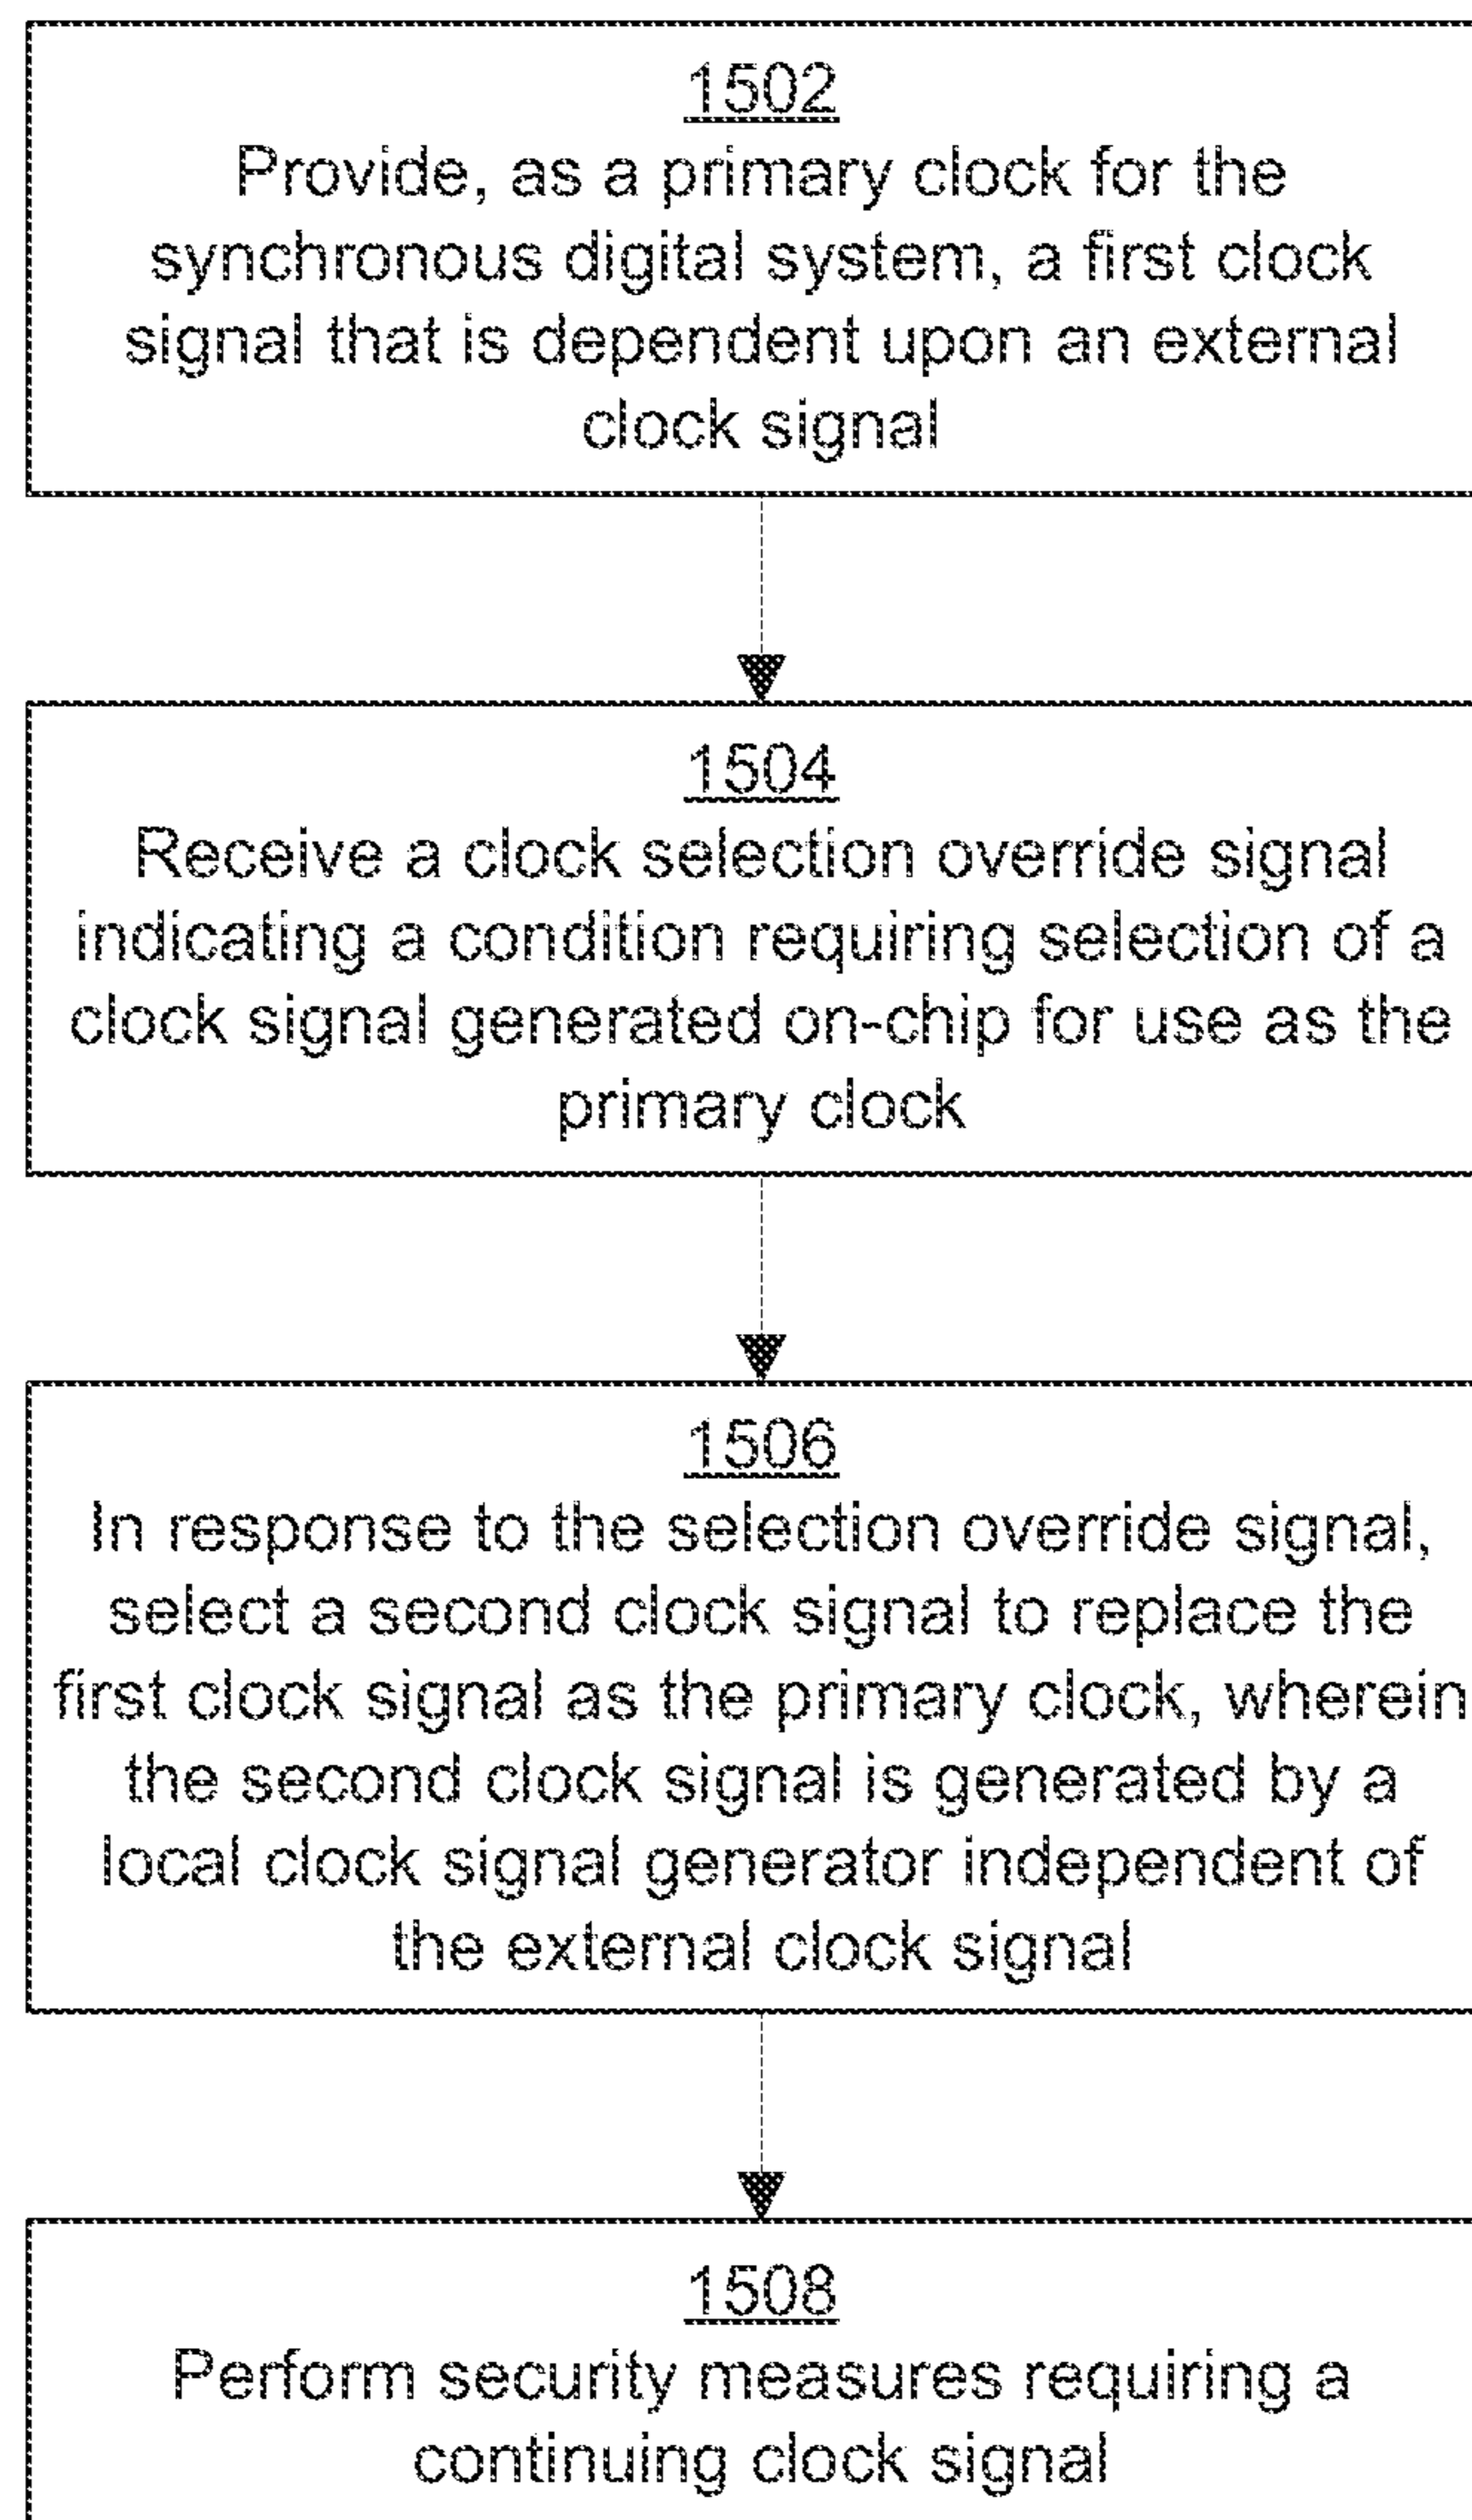 1502
Provide, as a primary clock for the
synchronous digital system, a first clock
signal that is dependent upon an external
clock signal
1504
Receive a clock selection override signal
indicating a condition requiring selection of a
clock signal generated on-chip for use as the
primary clock
1506
In response to the selection override signal,
select a second clock signal to replace the
first clock signal as the primary clock, wherein
the second clock signal is generated by a
local clock signal generator independent of
the external clock signal
1508
Perform security measures requiring a
continuing clock signal